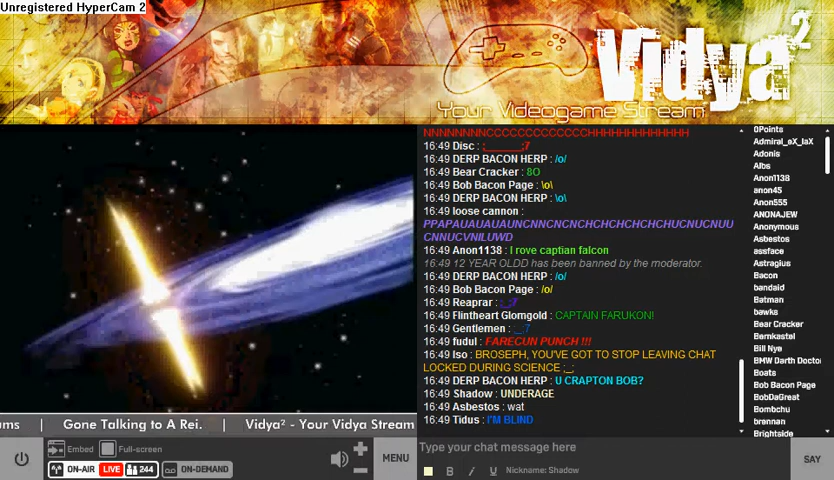 Unregistered HyperCam 2
Vidya²
Your Videogame Stream
NNNNNNNNCCCCCCCCCCCCCHHHHHHHHHHHHH
16:49 Disc : ;_______;7
16:49 DERP BACON HERP : /o/
16:49 Bear Cracker : 8O
16:49 Bob Bacon Page : \o\
16:49 DERP BACON HERP : \o\
16:49 loose cannon :
PPAPAUAUAUAUNCNNCNCNCHCHCHCHCHCHUCNUCNUU
CNNUCVNILUWD
16:49 Anon1138 : I rove captian falcon
16:49 12 YEAR OLDD has been banned by the moderator.
16:49 DERP BACON HERP : /o/
16:49 Bob Bacon Page : /o/
16:49 Reaprar : ;_;7
16:49 Flintheart Glomgold : CAPTAIN FARUKON!
16:49 Gentlemen : ;_;7
16:49 fudul : FARECUN PUNCH !!!
16:49 Iso : BROSEPH, YOU'VE GOT TO STOP LEAVING CHAT
LOCKED DURING SCIENCE ;_;
16:49 DERP BACON HERP : U CRAPTON BOB?
16:49 Shadow : UNDERAGE
16:49 Asbestos : wat
16:49 Tidus : I'M BLIND
0Points
Admiral_eX_laX
Adonis
Albs
Anon1138
anon45
Anon555
ANONAJEW
Anonymous
Asbestos
assface
Astragius
Bacon
bandaid
Batman
bawks
Bear Cracker
Bernkastel
Bill Nye
BMW Darth Docto
Boats
Bob Bacon Page
BobDaGreat
Bombchu
brennan
Brightside
ams | Gone Talking to A Rei. | Vidya² - Your Vidya Stream
Embed Full-screen
ON-AIR LIVE 244 ON-DEMAND
MENU
Type your chat message here
B I U Nickname: Shadow
SAY